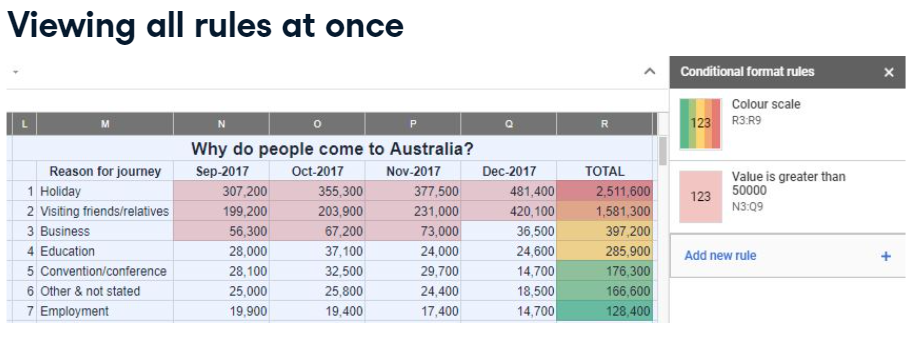 Viewing all rules at once
Conditional format rules ×
L M N O P Q R
Why do people come to Australia?
Reason for journey Sep-2017 Oct-2017 Nov-2017 Dec-2017 TOTAL
1 Holiday 307,200 355,300 377,500 481,400 2,511,600
2 Visiting friends/relatives 199,200 203,900 231,000 420,100 1,581,300
3 Business 56,300 67,200 73,000 36,500 397,200
4 Education 28,000 37,100 24,000 24,600 285,900
5 Convention/conference 28,100 32,500 29,700 14,700 176,300
6 Other & not stated 25,000 25,800 24,400 18,500 166,600
7 Employment 19,900 19,400 17,400 14,700 128,400
123
Colour scale
R3:R9
123
Value is greater than
50000
N3:Q9
Add new rule +